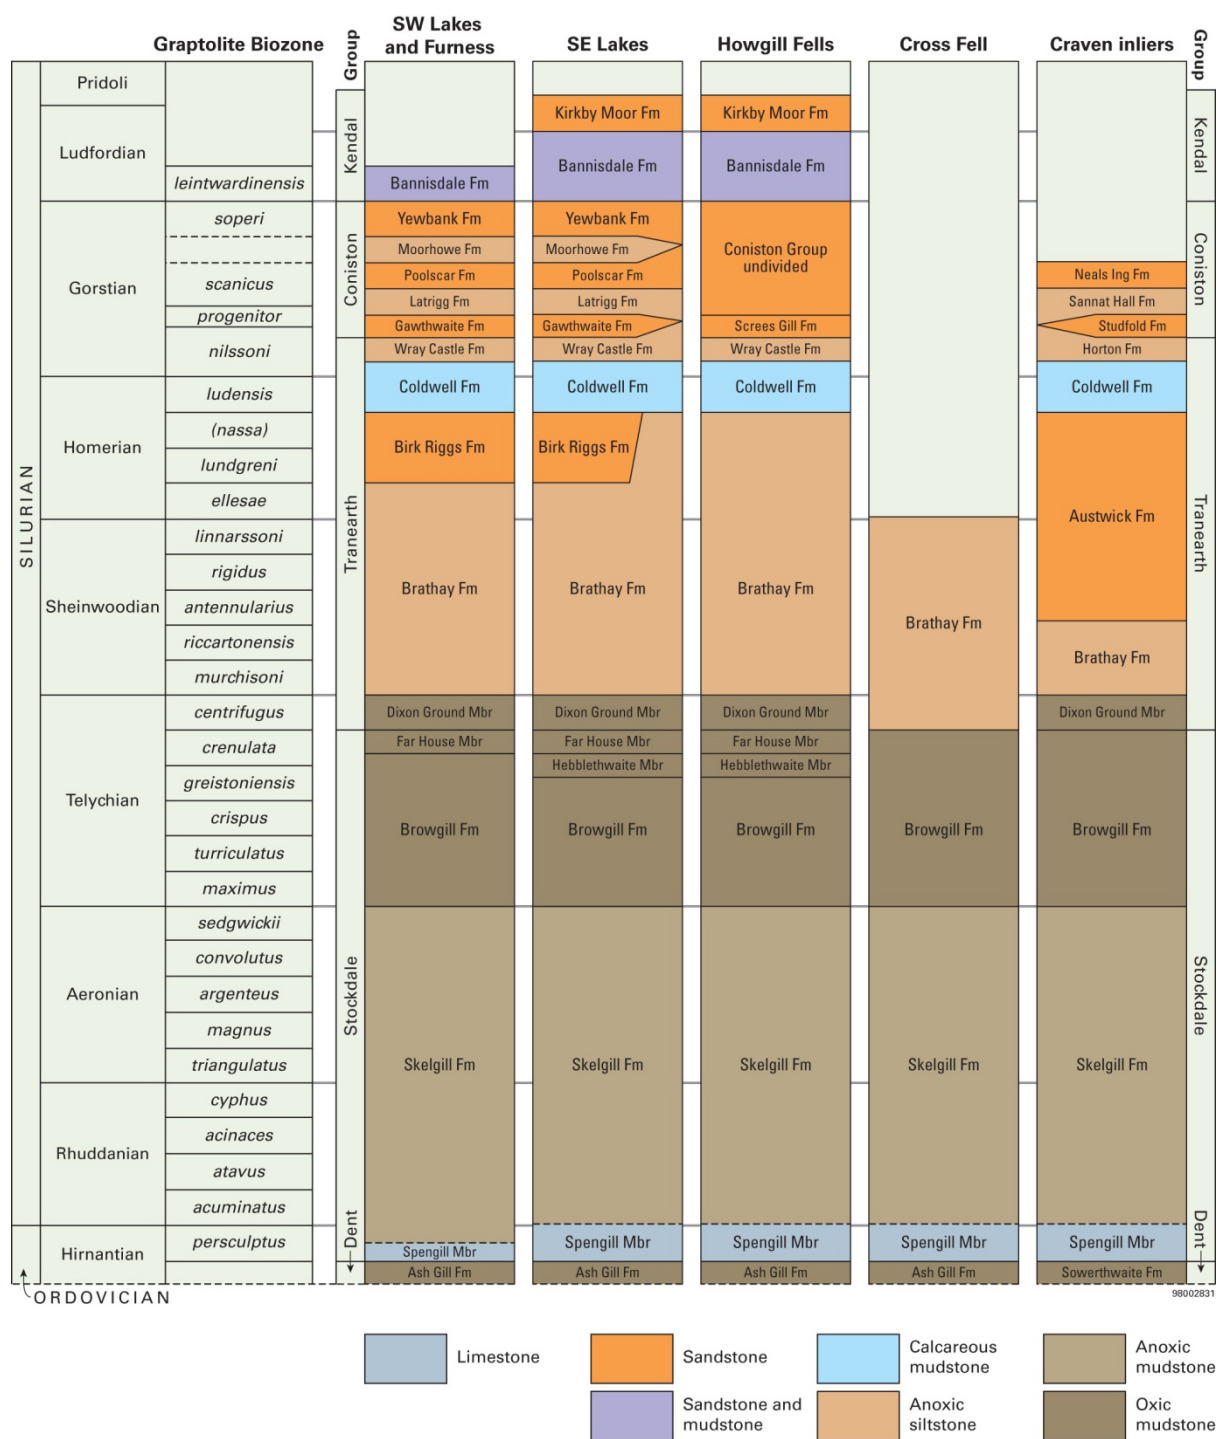 Graptolite Biozone
Group
SW Lakes
and Furness
SE Lakes
Howgill Fells
Cross Fell
Craven inliers
Group
SILURIAN
ORDOVICIAN
Pridoli
Ludfordian
Gorstian
Homerian
Sheinwoodian
Telychian
Aeronian
Rhuddanian
Hirnantian
leintwardinensis
soperi
scanicus
progenitor
nilssoni
ludensis
(nassa)
lundgreni
ellesae
linnarssoni
rigidus
antennularius
riccartonensis
murchisoni
centrifugus
crenulata
greistoniensis
crispus
turriculatus
maximus
sedgwickii
convolutus
argenteus
magnus
triangulatus
cyphus
acinaces
atavus
acuminatus
persculptus
Kendal
Coniston
Tranearth
Stockdale
Dent
Bannisdale Fm
Yewbank Fm
Moorhowe Fm
Poolscar Fm
Latrigg Fm
Gawthwaite Fm
Wray Castle Fm
Coldwell Fm
Birk Riggs Fm
Brathay Fm
Dixon Ground Mbr
Far House Mbr
Browgill Fm
Skelgill Fm
Spengill Mbr
Ash Gill Fm
Kirkby Moor Fm
Bannisdale Fm
Yewbank Fm
Moorhowe Fm
Poolscar Fm
Latrigg Fm
Gawthwaite Fm
Wray Castle Fm
Coldwell Fm
Birk Riggs Fm
Brathay Fm
Dixon Ground Mbr
Far House Mbr
Hebblethwaite Mbr
Browgill Fm
Skelgill Fm
Spengill Mbr
Ash Gill Fm
Kirkby Moor Fm
Bannisdale Fm
Coniston Group
undivided
Screes Gill Fm
Wray Castle Fm
Coldwell Fm
Brathay Fm
Dixon Ground Mbr
Far House Mbr
Hebblethwaite Mbr
Browgill Fm
Skelgill Fm
Spengill Mbr
Ash Gill Fm
Brathay Fm
Browgill Fm
Skelgill Fm
Spengill Mbr
Ash Gill Fm
Neals Ing Fm
Sannat Hall Fm
Studfold Fm
Horton Fm
Coldwell Fm
Austwick Fm
Brathay Fm
Dixon Ground Mbr
Browgill Fm
Skelgill Fm
Spengill Mbr
Sowerthwaite Fm
Kendal
Coniston
Tranearth
Stockdale
Dent
98002831
Limestone
Sandstone
Calcareous
mudstone
Anoxic
mudstone
Sandstone and
mudstone
Anoxic
siltstone
Oxic
mudstone